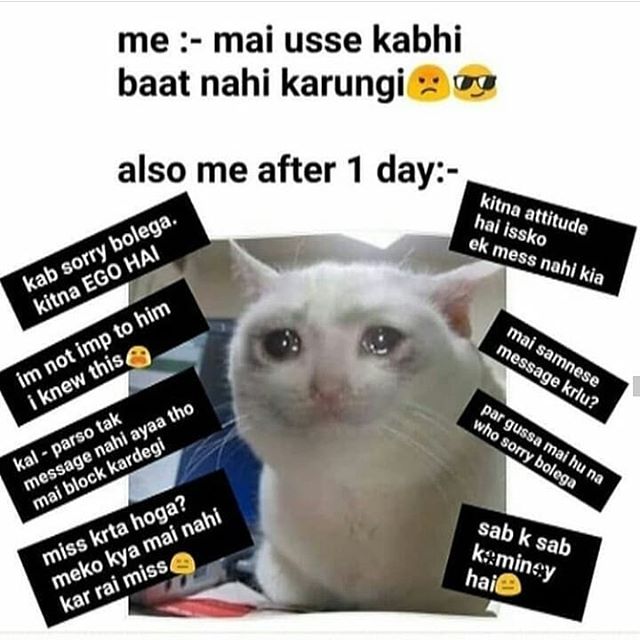 me :- mai usse kabhi
baat nahi karungi😡😎
also me after 1 day:-
kab sorry bolega.
kitna EGO HAI
im not imp to him
i knew this😩
kal - parso tak
message nahi ayaa tho
mai block kardegi
miss krta hoga?
meko kya mai nahi
kar rai miss😑
kitna attitude
hai issko
ek mess nahi kia
mai samnese
message krlu?
par gussa mai hu na
who sorry bolega
sab k sab
kaminey
hai😑